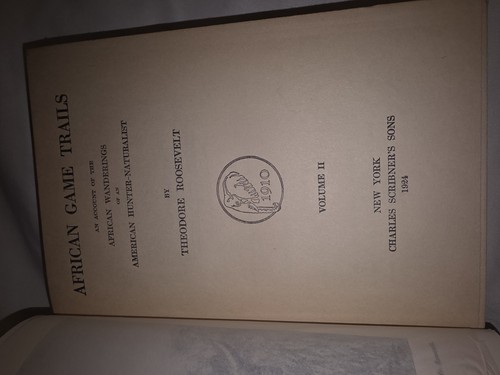 AFRICAN GAME TRAILS
AN ACCOUNT OF THE
AFRICAN WANDERINGS
OF AN
AMERICAN HUNTER-NATURALIST
BY
THEODORE ROOSEVELT
1910
VOLUME II
NEW YORK
CHARLES SCRIBNER'S SONS
1924